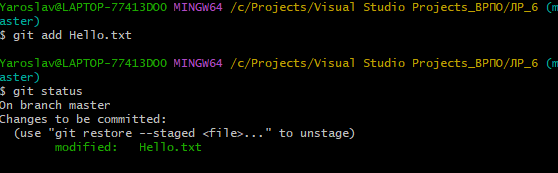 Yaroslav@LAPTOP-77413DOO MINGW64 /c/Projects/Visual Studio Projects_ВРПО/ЛР_6 (m
aster)
$ git add Hello.txt
Yaroslav@LAPTOP-77413DOO MINGW64 /c/Projects/Visual Studio Projects_ВРПО/ЛР_6 (m
aster)
$ git status
On branch master
Changes to be committed:
  (use "git restore --staged <file>..." to unstage)
        modified:   Hello.txt